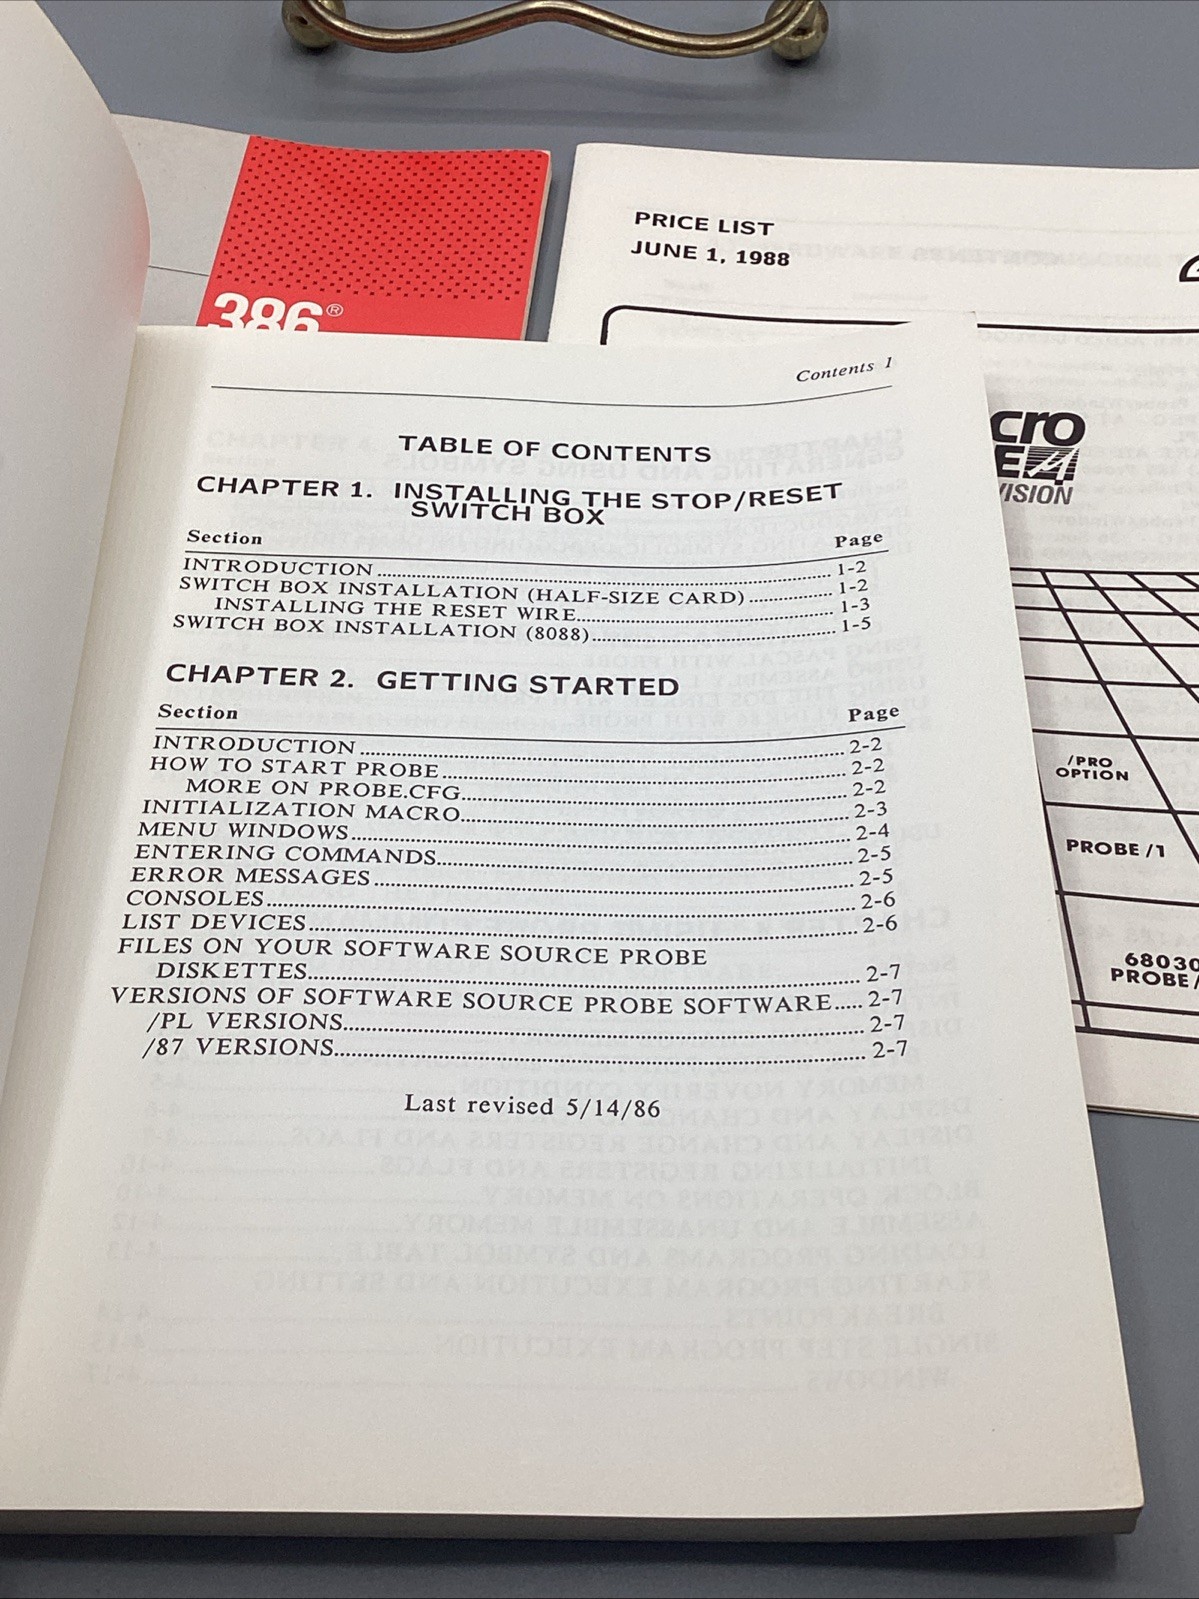 386®
PRICE LIST
JUNE 1, 1988
Contents 1
TABLE OF CONTENTS
CHAPTER 1. INSTALLING THE STOP/RESET
SWITCH BOX
Section Page
INTRODUCTION 1-2
SWITCH BOX INSTALLATION (HALF-SIZE CARD) 1-2
INSTALLING THE RESET WIRE 1-3
SWITCH BOX INSTALLATION (8088) 1-5
CHAPTER 2. GETTING STARTED
Section Page
INTRODUCTION 2-2
HOW TO START PROBE 2-2
MORE ON PROBE.CFG 2-2
INITIALIZATION MACRO 2-3
MENU WINDOWS 2-4
ENTERING COMMANDS 2-5
ERROR MESSAGES 2-5
CONSOLES 2-6
LIST DEVICES 2-6
FILES ON YOUR SOFTWARE SOURCE PROBE
DISKETTES 2-7
VERSIONS OF SOFTWARE SOURCE PROBE SOFTWARE 2-7
/PL VERSIONS 2-7
/87 VERSIONS 2-7
Last revised 5/14/86
cro
E
VISION
/PRO
OPTION
PROBE /1
68030
PROBE/